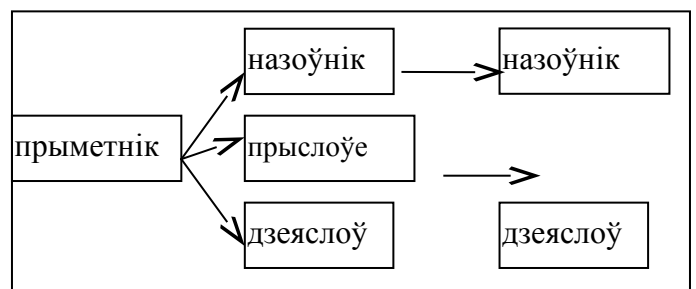 назоўнік
назоўнік
прыметнік
прыслоўе
дзеяслоў
дзеяслоў